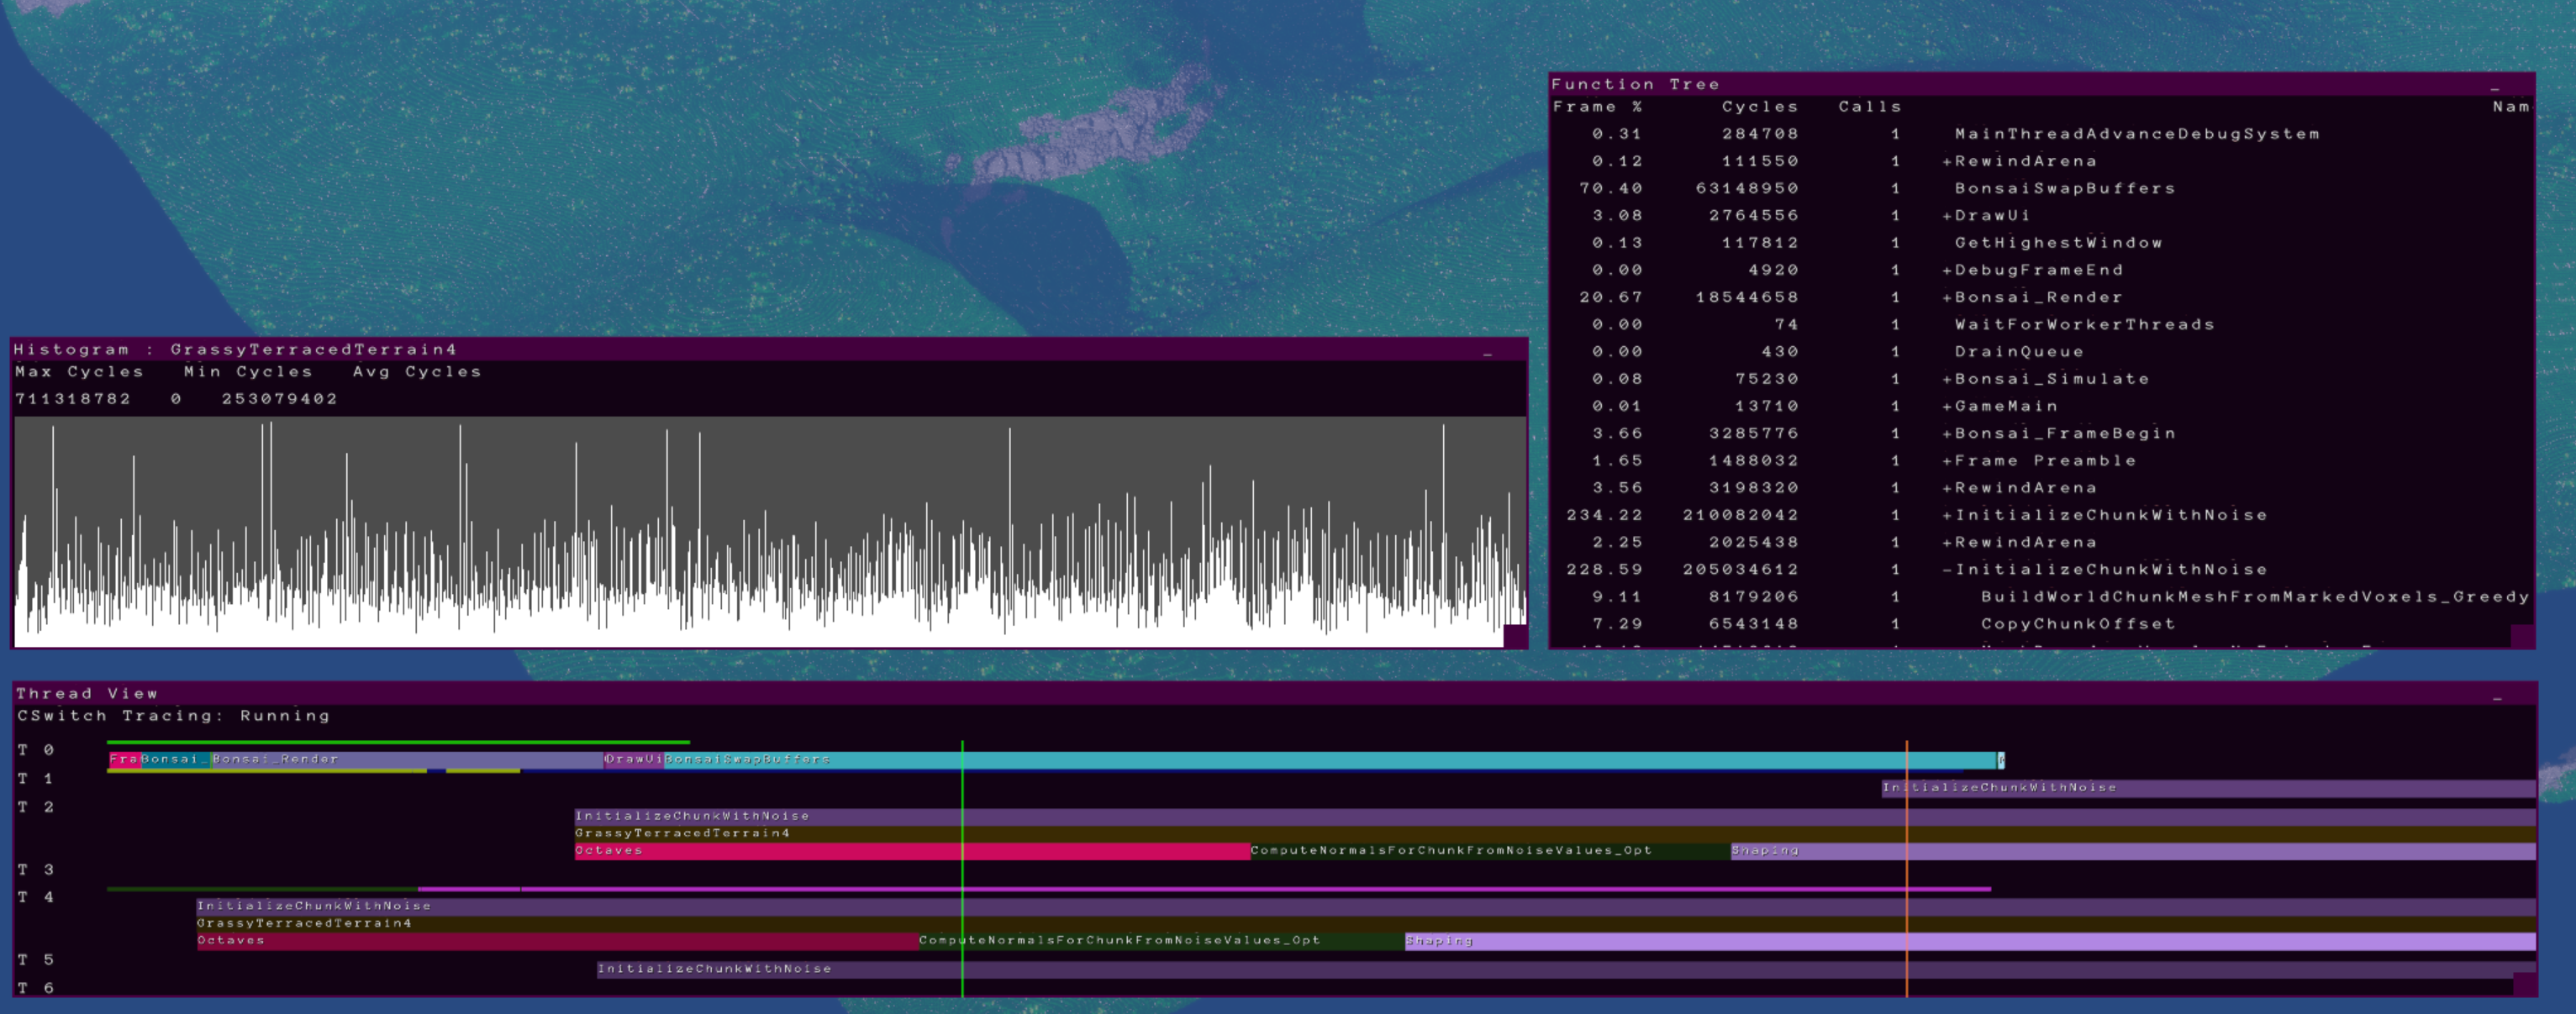 Function Tree _
Frame % Cycles Calls Nam
0.31 284708 1 MainThreadAdvanceDebugSystem
0.12 111550 1 +RewindArena
70.40 63148950 1 BonsaiSwapBuffers
3.08 2764556 1 +DrawUi
0.13 117812 1 GetHighestWindow
0.00 4920 1 +DebugFrameEnd
20.67 18544658 1 +Bonsai_Render
0.00 74 1 WaitForWorkerThreads
0.00 430 1 DrainQueue
0.08 75230 1 +Bonsai_Simulate
0.01 13710 1 +GameMain
3.66 3285776 1 +Bonsai_FrameBegin
1.65 1488032 1 +Frame Preamble
3.56 3198320 1 +RewindArena
234.22 210082042 1 +InitializeChunkWithNoise
2.25 2025438 1 +RewindArena
228.59 205034612 1 -InitializeChunkWithNoise
9.11 8179206 1 BuildWorldChunkMeshFromMarkedVoxels_Greedy
7.29 6543148 1 CopyChunkOffset
Histogram : GrassyTerracedTerrain4 _
Max Cycles Min Cycles Avg Cycles
711318782 0 253079402
Thread View _
CSwitch Tracing: Running
T 0
Fra Bonsai_ Bonsai_Render DrawUi BonsaiSwapBuffers
T 1
InitializeChunkWithNoise
T 2
InitializeChunkWithNoise
GrassyTerracedTerrain4
Octaves ComputeNormalsForChunkFromNoiseValues_Opt Shaping
T 3
T 4
InitializeChunkWithNoise
GrassyTerracedTerrain4
Octaves ComputeNormalsForChunkFromNoiseValues_Opt Shaping
T 5
InitializeChunkWithNoise
T 6